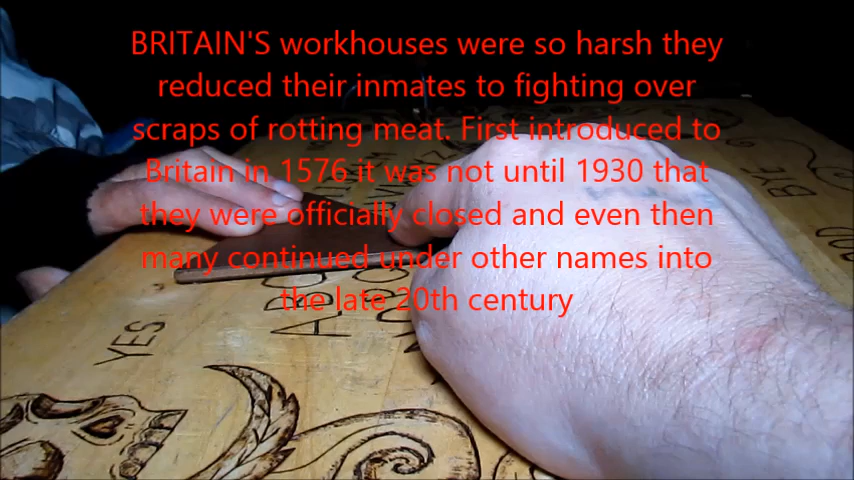 BRITAIN'S workhouses were so harsh they
reduced their inmates to fighting over
scraps of rotting meat. First introduced to
Britain in 1576 it was not until 1930 that
they were officially closed and even then
many continued under other names into
the late 20th century
YES
BYE